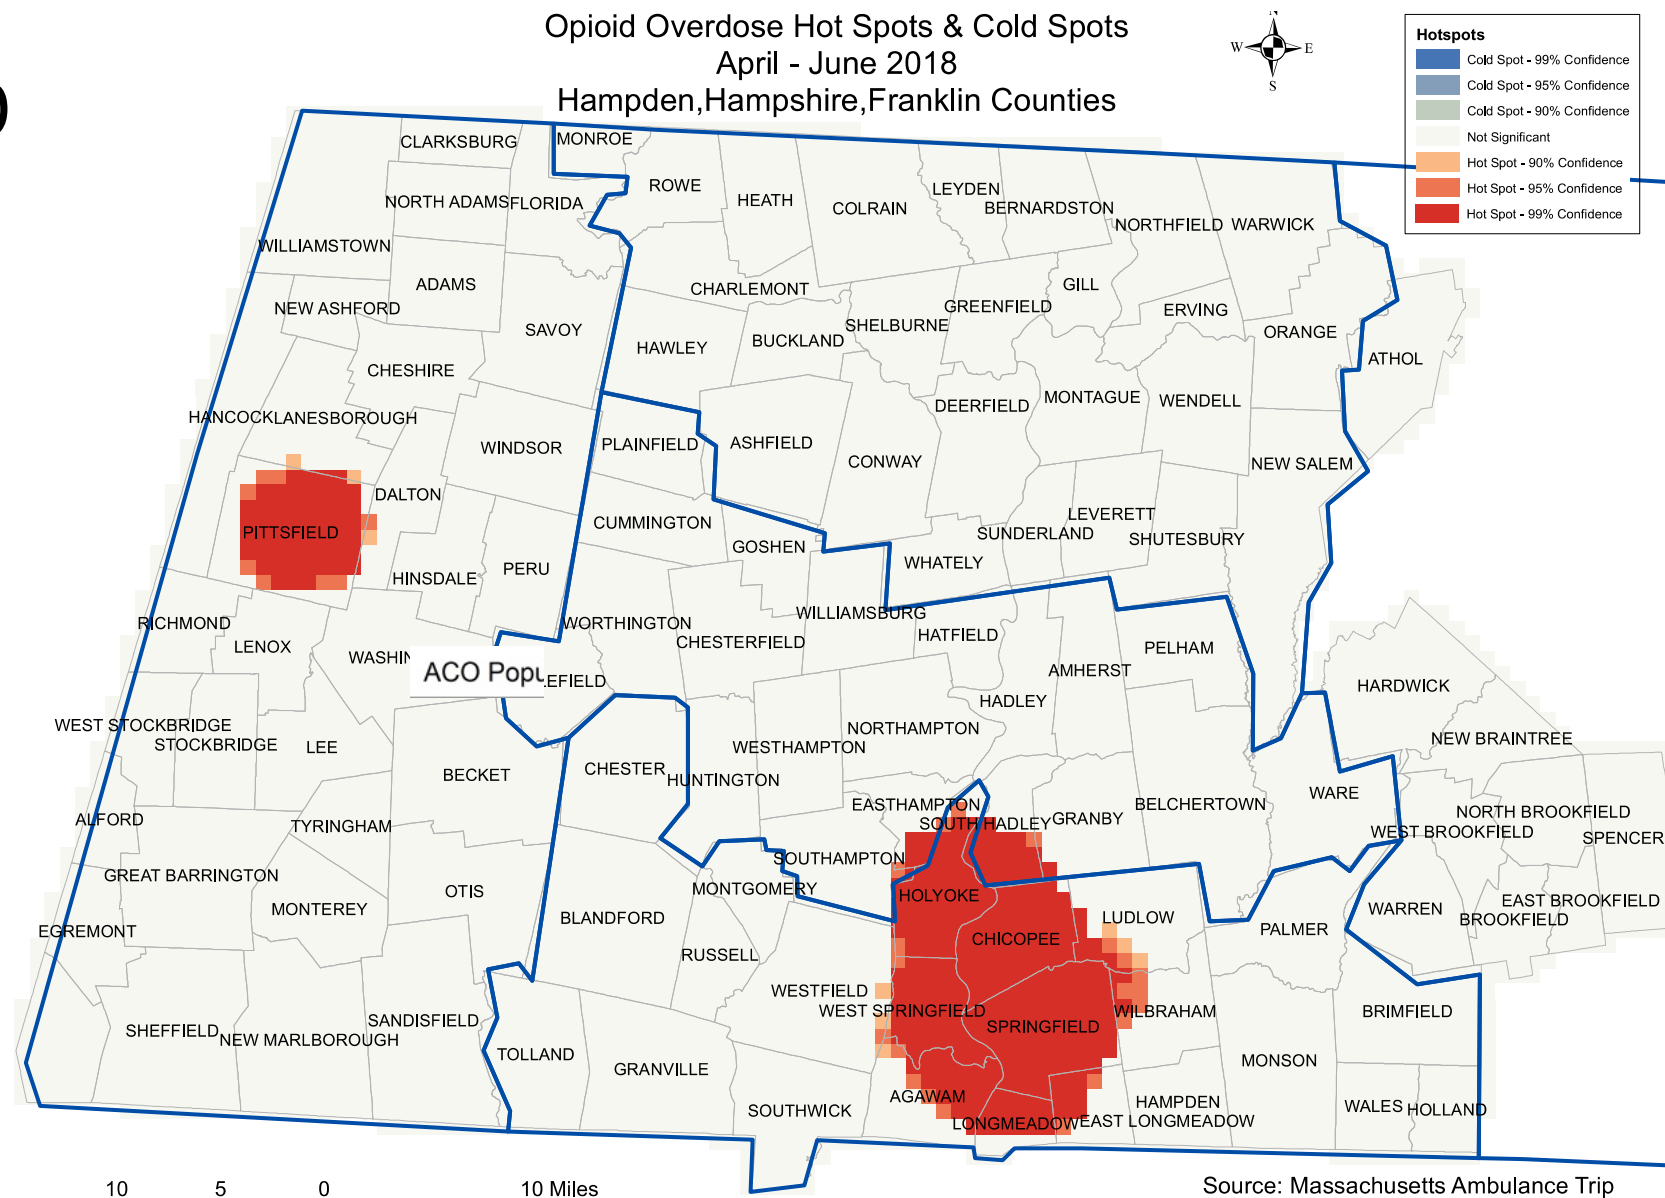 Opioid Overdose Hot Spots & Cold Spots
April - June 2018
Hampden,Hampshire,Franklin Counties
N
W E
S
Hotspots
Cold Spot - 99% Confidence
Cold Spot - 95% Confidence
Cold Spot - 90% Confidence
Not Significant
Hot Spot - 90% Confidence
Hot Spot - 95% Confidence
Hot Spot - 99% Confidence
CLARKSBURG
MONROE
NORTH ADAMS
FLORIDA
ROWE
HEATH
COLRAIN
LEYDEN
BERNARDSTON
NORTHFIELD
WARWICK
WILLIAMSTOWN
ADAMS
NEW ASHFORD
SAVOY
CHARLEMONT
GREENFIELD
GILL
ERVING
ORANGE
ATHOL
SHELBURNE
BUCKLAND
HAWLEY
CHESHIRE
HANCOCK
LANESBOROUGH
WINDSOR
PLAINFIELD
ASHFIELD
CONWAY
DEERFIELD
MONTAGUE
WENDELL
NEW SALEM
DALTON
PITTSFIELD
CUMMINGTON
GOSHEN
WHATELY
SUNDERLAND
LEVERETT
SHUTESBURY
HINSDALE
PERU
RICHMOND
LENOX
WASHIN
WORTHINGTON
CHESTERFIELD
WILLIAMSBURG
HATFIELD
AMHERST
PELHAM
ACO Popu
LEFIELD
HADLEY
HARDWICK
WEST STOCKBRIDGE
STOCKBRIDGE
LEE
BECKET
CHESTER
HUNTINGTON
WESTHAMPTON
NORTHAMPTON
NEW BRAINTREE
ALFORD
TYRINGHAM
EASTHAMPTON
SOUTH HADLEY
GRANBY
BELCHERTOWN
WARE
WEST BROOKFIELD
NORTH BROOKFIELD
SPENCER
GREAT BARRINGTON
MONTEREY
OTIS
BLANDFORD
MONTGOMERY
SOUTHAMPTON
HOLYOKE
CHICOPEE
LUDLOW
PALMER
WARREN
BROOKFIELD
EAST BROOKFIELD
EGREMONT
RUSSELL
WESTFIELD
WEST SPRINGFIELD
SPRINGFIELD
WILBRAHAM
BRIMFIELD
SHEFFIELD
NEW MARLBOROUGH
SANDISFIELD
TOLLAND
GRANVILLE
SOUTHWICK
AGAWAM
LONGMEADOW
EAST LONGMEADOW
HAMPDEN
MONSON
WALES
HOLLAND
10 5 0 10 Miles
Source: Massachusetts Ambulance Trip